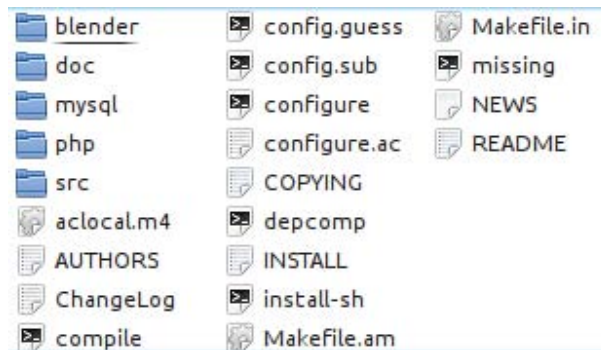 blender
doc
mysql
php
src
aclocal.m4
AUTHORS
ChangeLog
compile
config.guess
config.sub
configure
configure.ac
COPYING
depcomp
INSTALL
install-sh
Makefile.am
Makefile.in
missing
NEWS
README